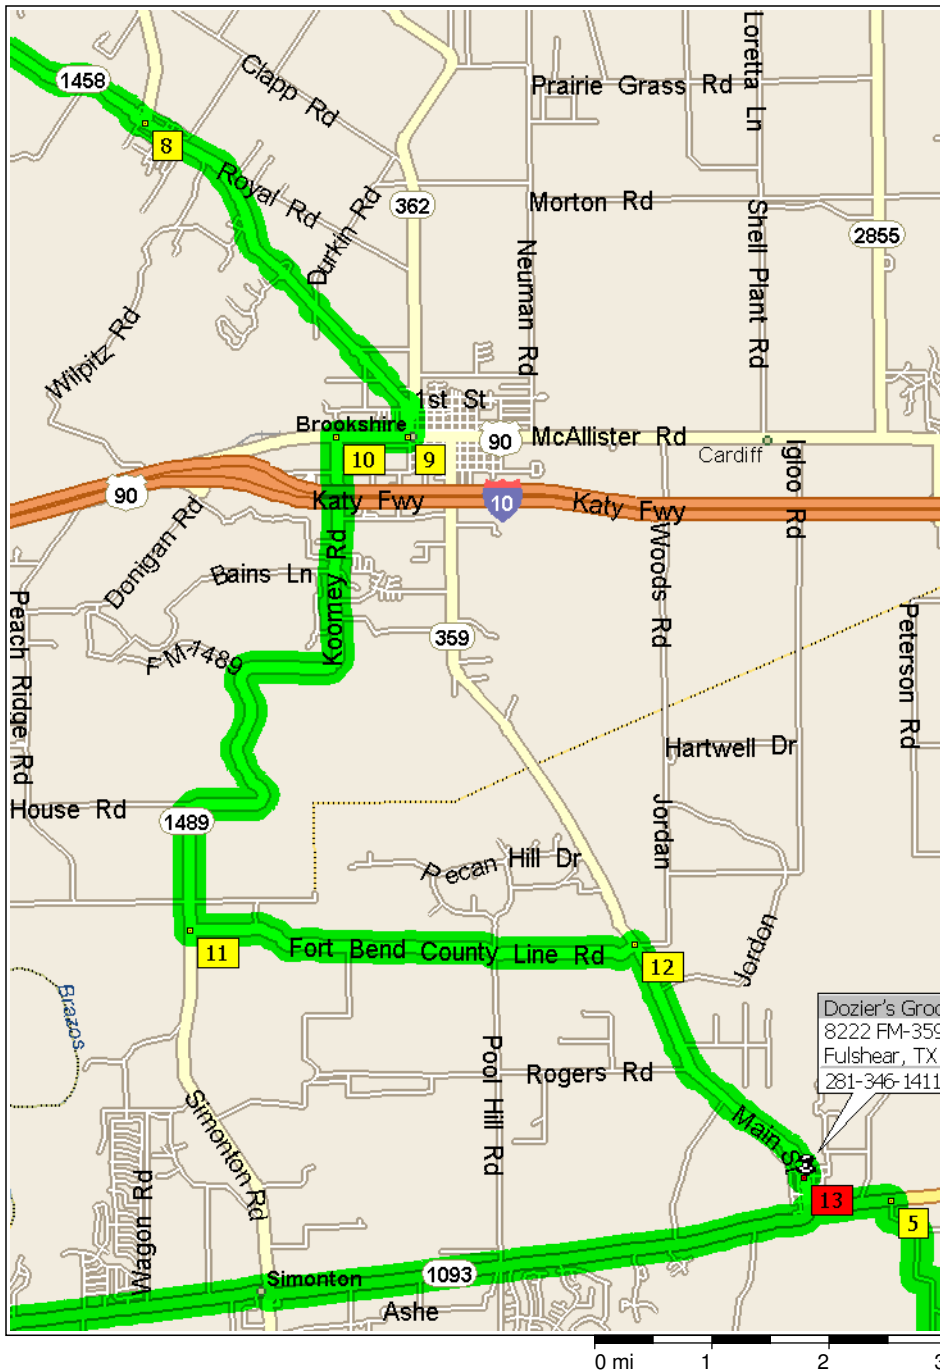 Loretta Ln
Clapp Rd
1458
Prairie Grass Rd
8
Royal Rd
Durkin Rd
362
Morton Rd
Shell Plant Rd
2855
Neuman Rd
Wilpitz Rd
1st St
Brookshire
90
McAllister Rd
Cardiff
10
9
Igloo Rd
90
Katy Fwy
10
Katy Fwy
Donigan Rd
Woods Rd
Bains Ln
Koomey Rd
Peach Ridge Rd
359
Peterson Rd
FM-1489
Hartwell Dr
House Rd
1489
Jordan
Pecan Hill Dr
11
Fort Bend County Line Rd
12
Jordon
Brazos
Dozier's Groc
8222 FM-359
Fulshear, TX
281-346-1411
Pool Hill Rd
Rogers Rd
Simonton Rd
Main St
Wagon Rd
13
5
Simonton
1093
Ashe
0 mi 1 2 3